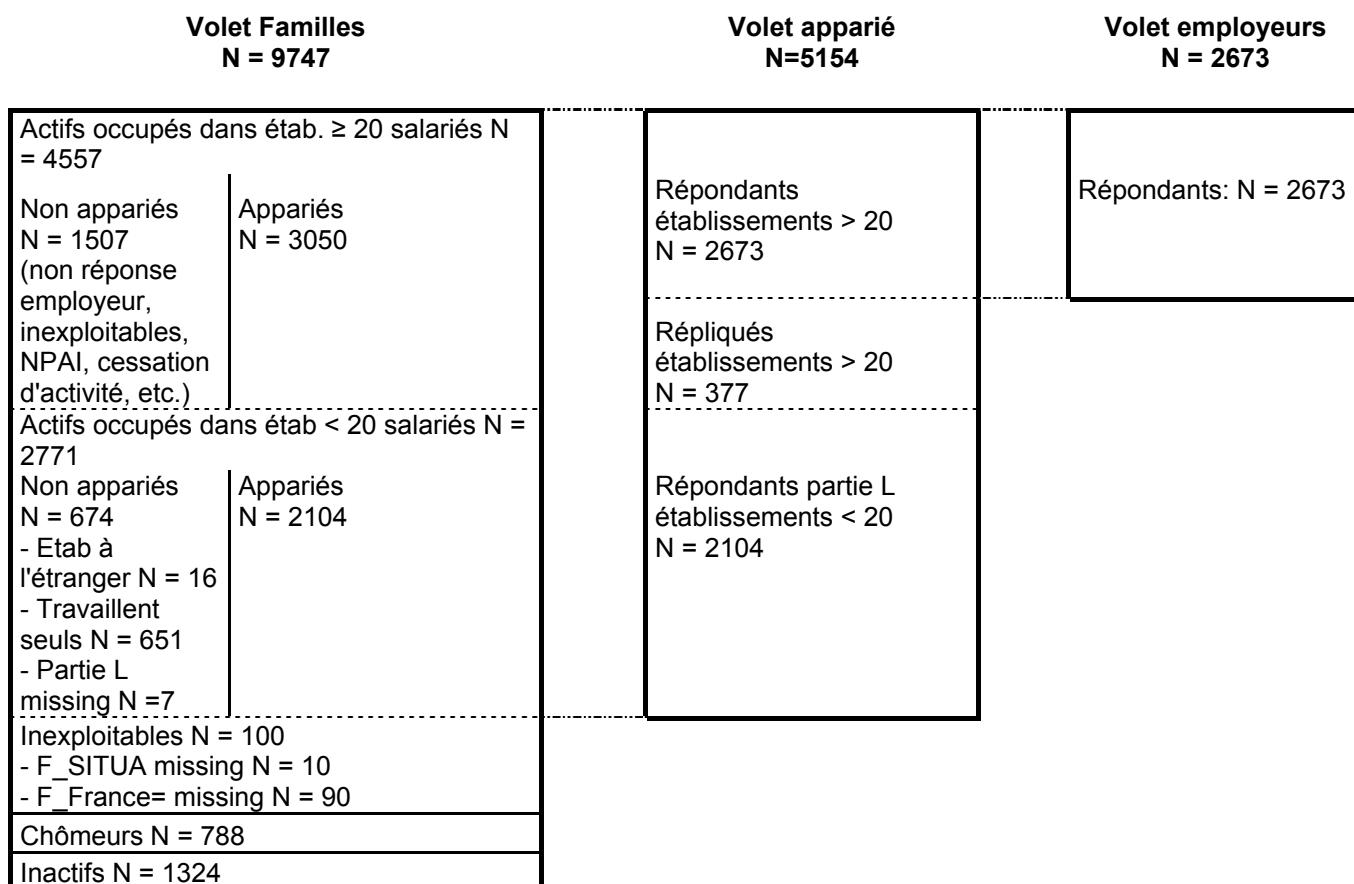 Volet Familles
N = 9747
Volet apparié
N=5154
Volet employeurs
N = 2673
Actifs occupés dans étab. ≥ 20 salariés N
= 4557
Non appariés
N = 1507
(non réponse
employeur,
inexploitables,
NPAI, cessation
d'activité, etc.)
Appariés
N = 3050
Répondants
établissements > 20
N = 2673
Répondants: N = 2673
Répliqués
établissements > 20
N = 377
Actifs occupés dans étab < 20 salariés N =
2771
Non appariés
N = 674
- Etab à
l'étranger N = 16
- Travaillent
seuls N = 651
- Partie L
missing N =7
Appariés
N = 2104
Répondants partie L
établissements < 20
N = 2104
Inexploitables N = 100
- F_SITUA missing N = 10
- F_France= missing N = 90
Chômeurs N = 788
Inactifs N = 1324